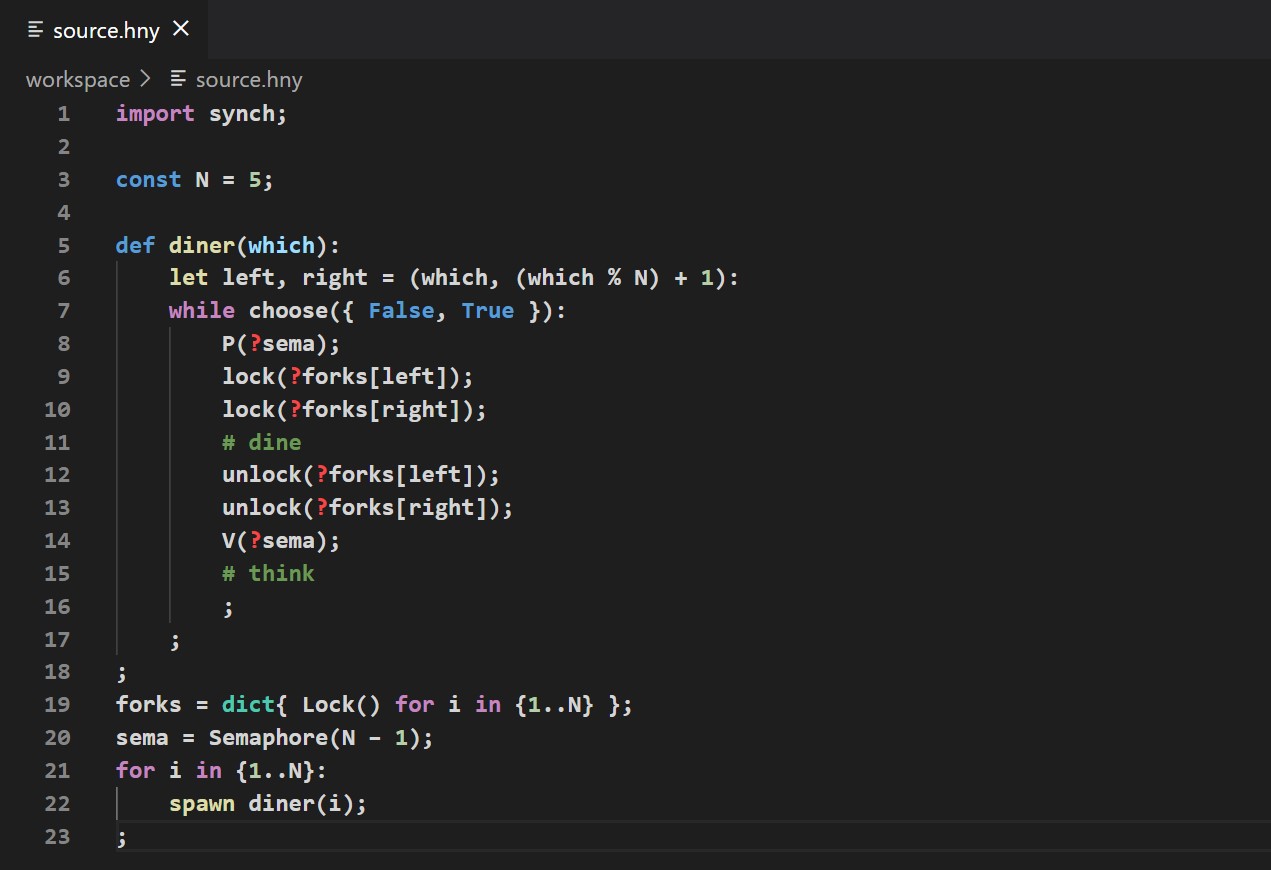 source.hny
workspace > source.hny
1 import synch;
2
3 const N = 5;
4
5 def diner(which):
6     let left, right = (which, (which % N) + 1):
7     while choose({ False, True }):
8         P(?sema);
9         lock(?forks[left]);
10         lock(?forks[right]);
11         # dine
12         unlock(?forks[left]);
13         unlock(?forks[right]);
14         V(?sema);
15         # think
16         ;
17     ;
18 ;
19 forks = dict{ Lock() for i in {1..N} };
20 sema = Semaphore(N - 1);
21 for i in {1..N}:
22     spawn diner(i);
23 ;